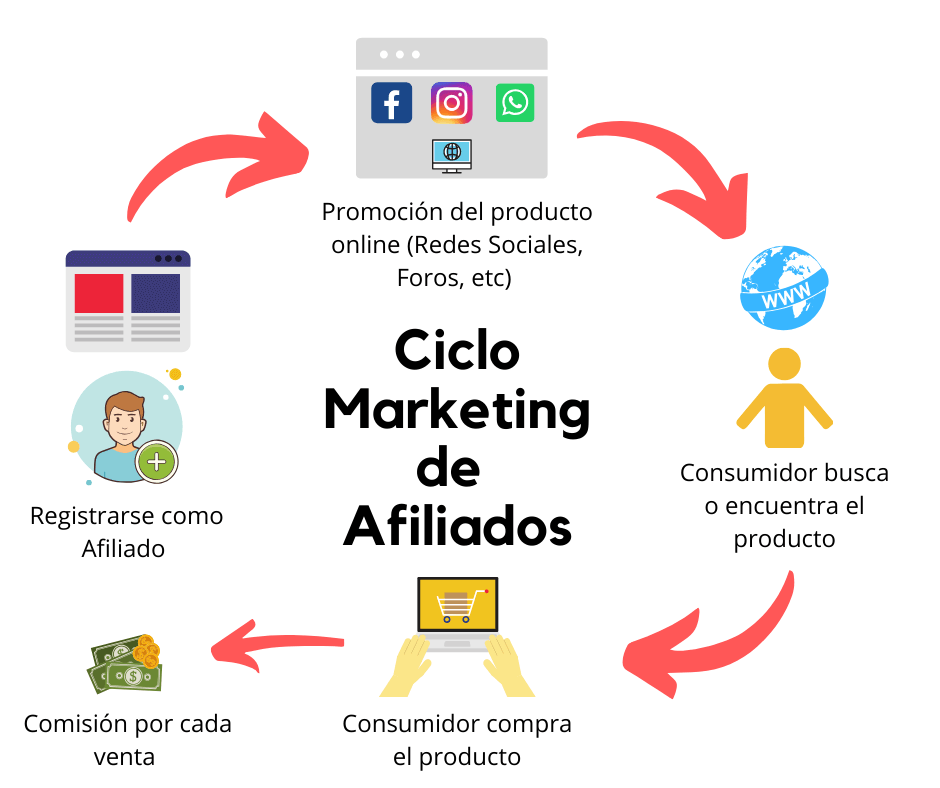 Promoción del producto
online (Redes Sociales,
Foros, etc)
WWW
Ciclo
Marketing
de
Afiliados
Consumidor busca
o encuentra el
producto
Registrarse como
Afiliado
Consumidor compra
el producto
Comisión por cada
venta